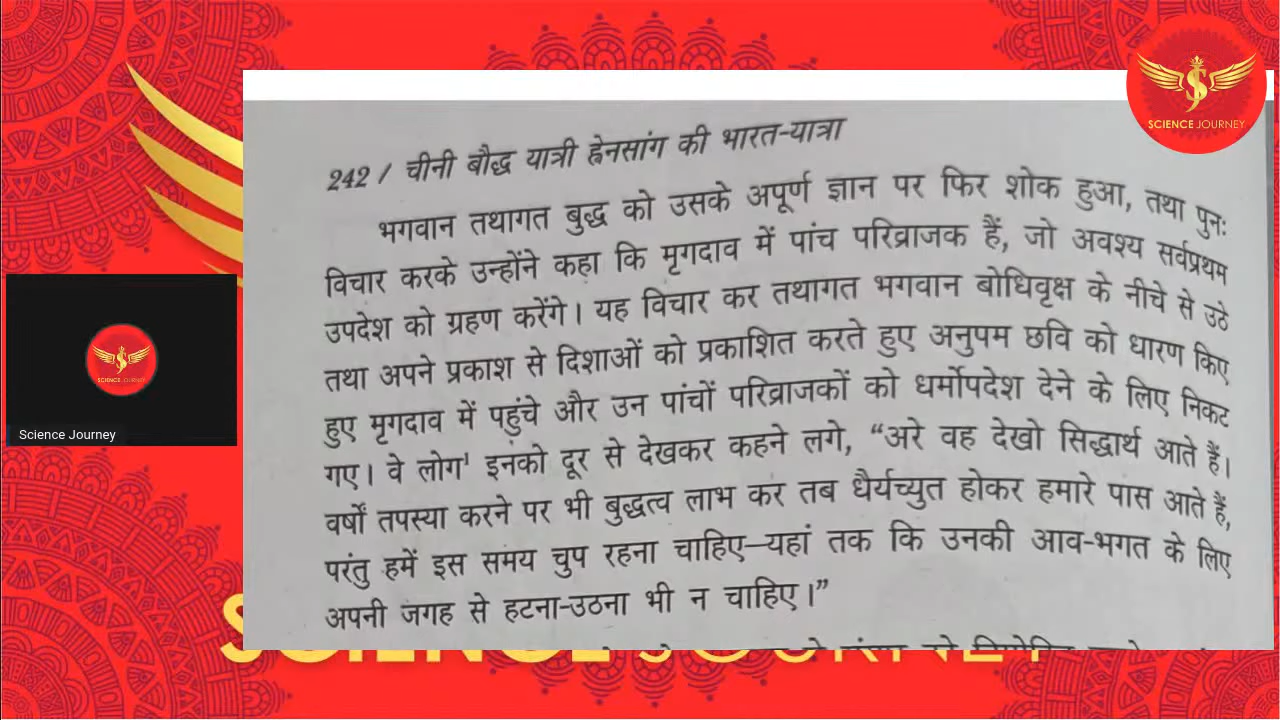 242 / चीनी बौद्ध यात्री ह्वेनसांग की भारत-यात्रा
भगवान तथागत बुद्ध को उसके अपूर्ण ज्ञान पर फिर शोक हुआ, तथा पुनः
विचार करके उन्होंने कहा कि मृगदाव में पांच परिव्राजक हैं, जो अवश्य सर्वप्रथम
उपदेश को ग्रहण करेंगे। यह विचार कर तथागत भगवान बोधिवृक्ष के नीचे से उठे
तथा अपने प्रकाश से दिशाओं को प्रकाशित करते हुए अनुपम छवि को धारण किए
हुए मृगदाव में पहुंचे और उन पांचों परिव्राजकों को धर्मोपदेश देने के लिए निकट
गए। वे लोग' इनको दूर से देखकर कहने लगे, “अरे वह देखो सिद्धार्थ आते हैं।
वर्षों तपस्या करने पर भी बुद्धत्व लाभ कर तब धैर्यच्युत होकर हमारे पास आते हैं,
परंतु हमें इस समय चुप रहना चाहिए—यहां तक कि उनकी आव-भगत के लिए
अपनी जगह से हटना-उठना भी न चाहिए।”
SCIENCE JOURNEY
SCIENCE JOURNEY
Science Journey